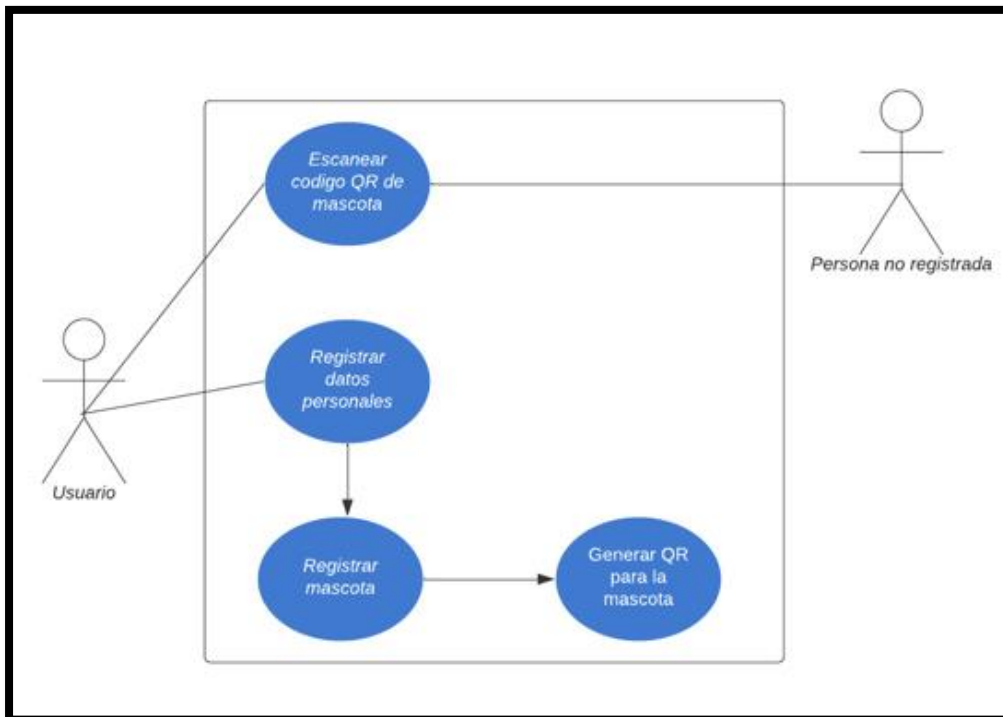 Escanear
codigo QR de
mascota
Persona no registrada
Registrar
datos
personales
Usuario
Registrar
mascota
Generar QR
para la
mascota